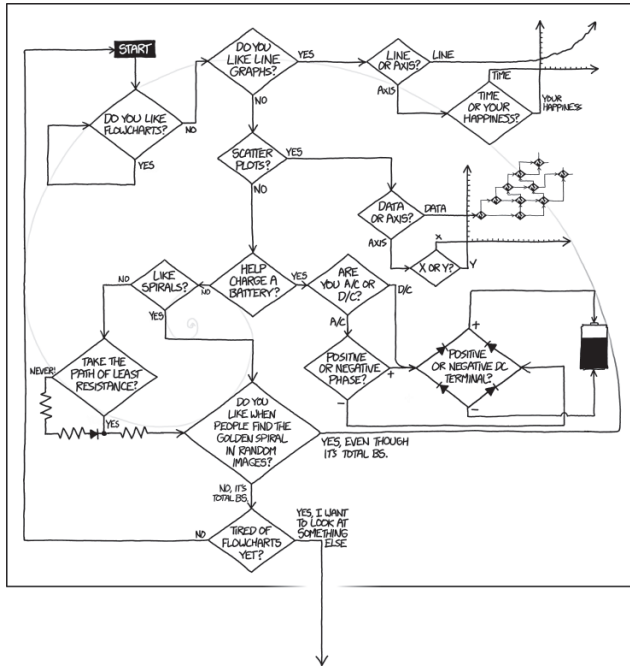 START
DO YOU LIKE FLOWCHARTS?
NO
YES
DO YOU LIKE LINE GRAPHS?
YES
NO
LINE OR AXIS?
LINE
AXIS
TIME OR YOUR HAPPINESS?
TIME
YOUR HAPPINESS
SCATTER PLOTS?
YES
NO
DATA OR AXIS?
DATA
AXIS
X OR Y?
X
Y
HELP CHARGE A BATTERY?
NO
YES
LIKE SPIRALS?
NO
YES
ARE YOU A/C OR D/C?
D/C
A/C
POSITIVE OR NEGATIVE PHASE?
+
-
POSITIVE OR NEGATIVE DC TERMINAL?
+
-
TAKE THE PATH OF LEAST RESISTANCE?
NEVER!
YES
DO YOU LIKE WHEN PEOPLE FIND THE GOLDEN SPIRAL IN RANDOM IMAGES?
YES, EVEN THOUGH IT'S TOTAL BS.
NO, IT'S TOTAL BS.
TIRED OF FLOWCHARTS YET?
NO
YES, I WANT TO LOOK AT SOMETHING ELSE